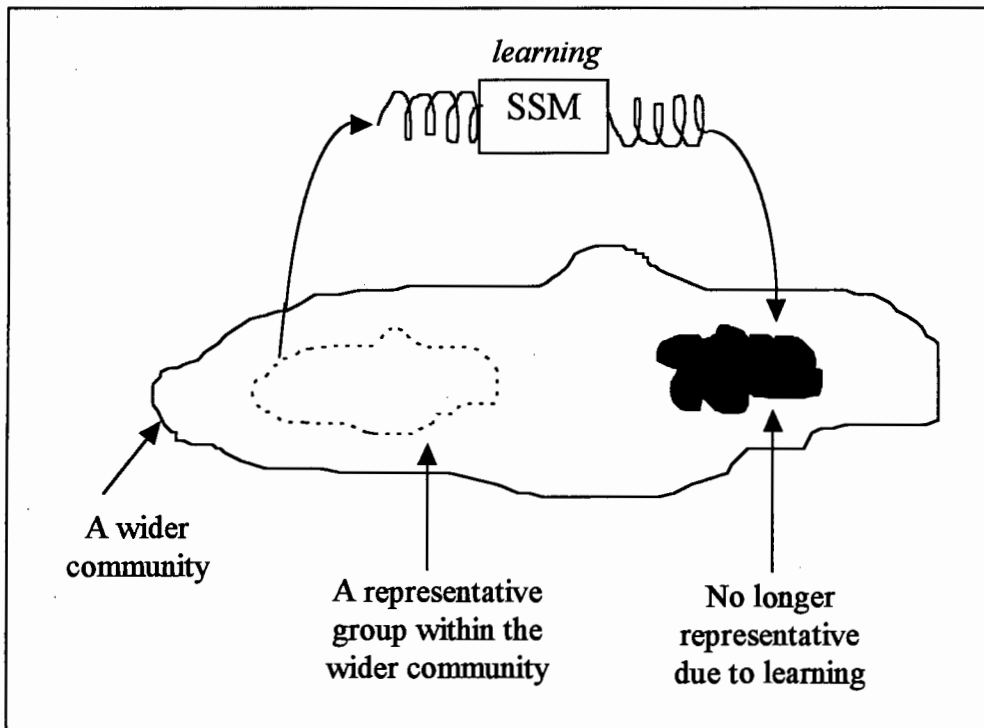 learning
SSM
A wider
community
A representative
group within the
wider community
No longer
representative
due to learning